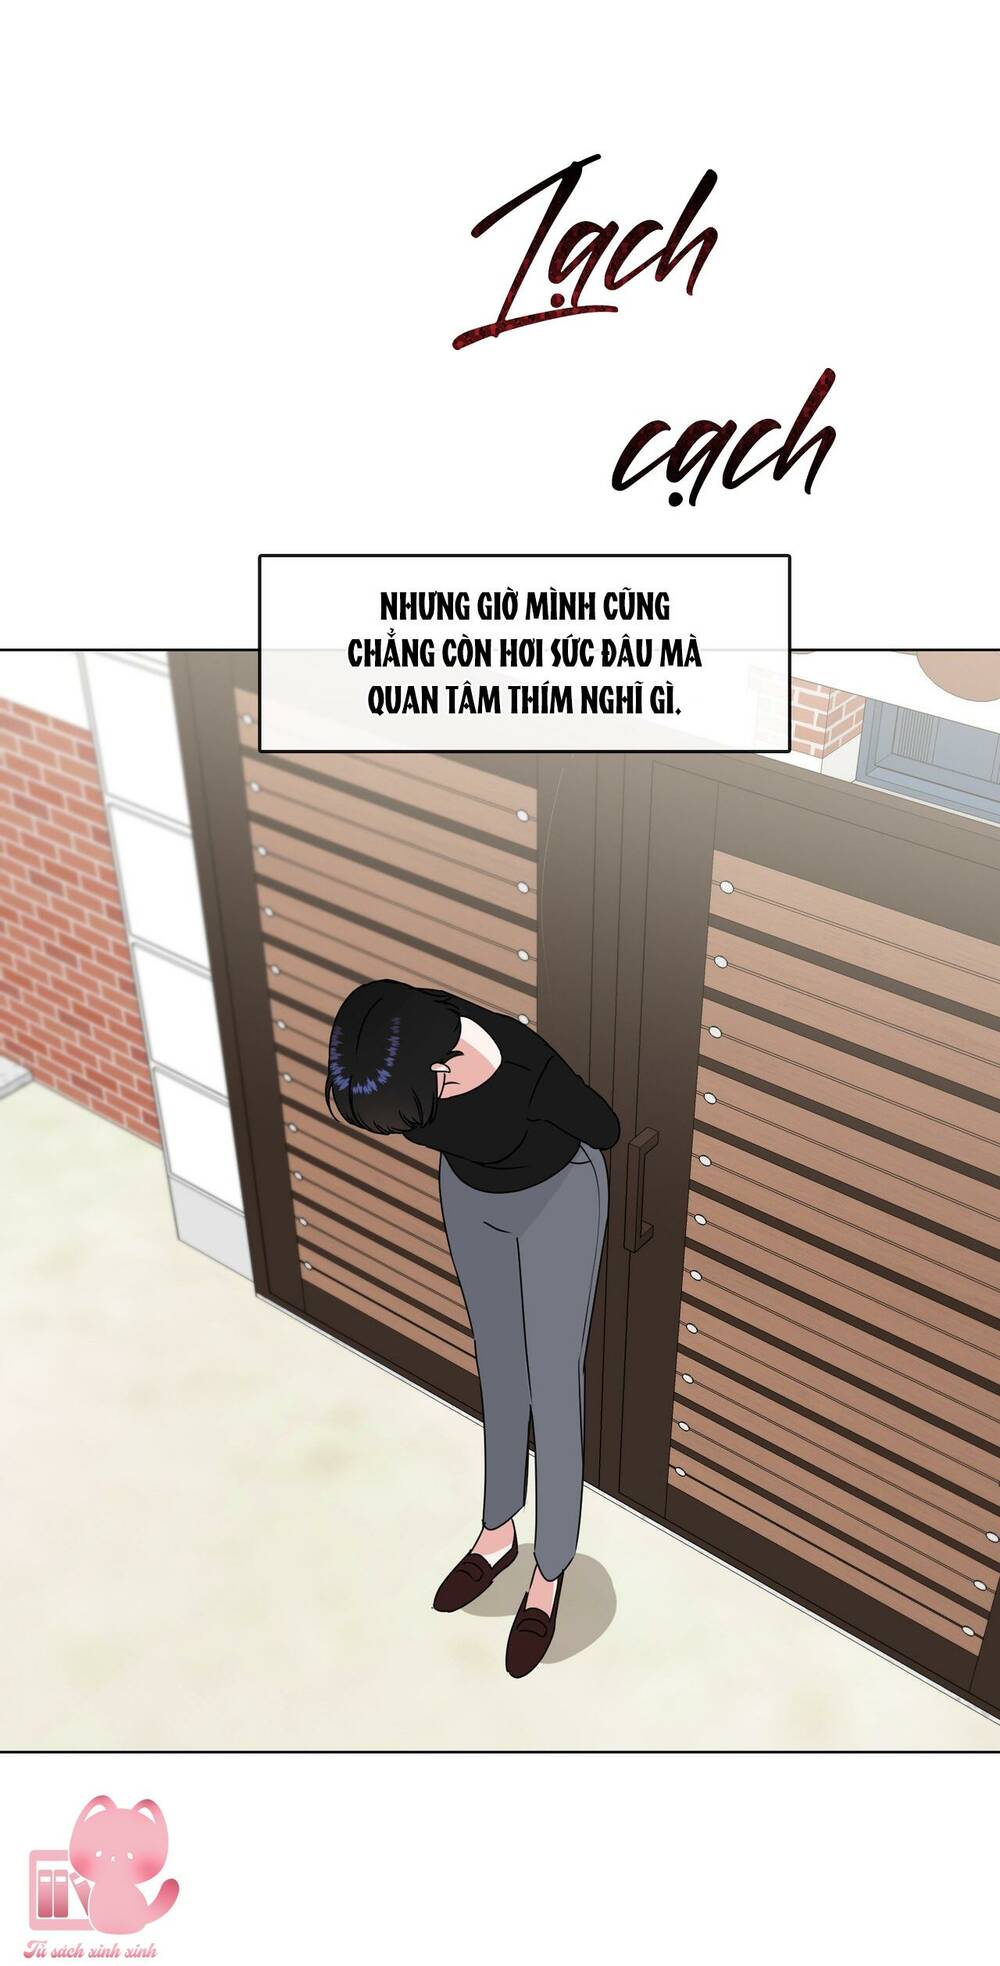 Lạch
cạch
NHƯNG GIỜ MÌNH CŨNG
CHẲNG CÒN HƠI SỨC ĐÂU MÀ
QUAN TÂM THÍM NGHĨ GÌ.
Tủ sách xinh xinh